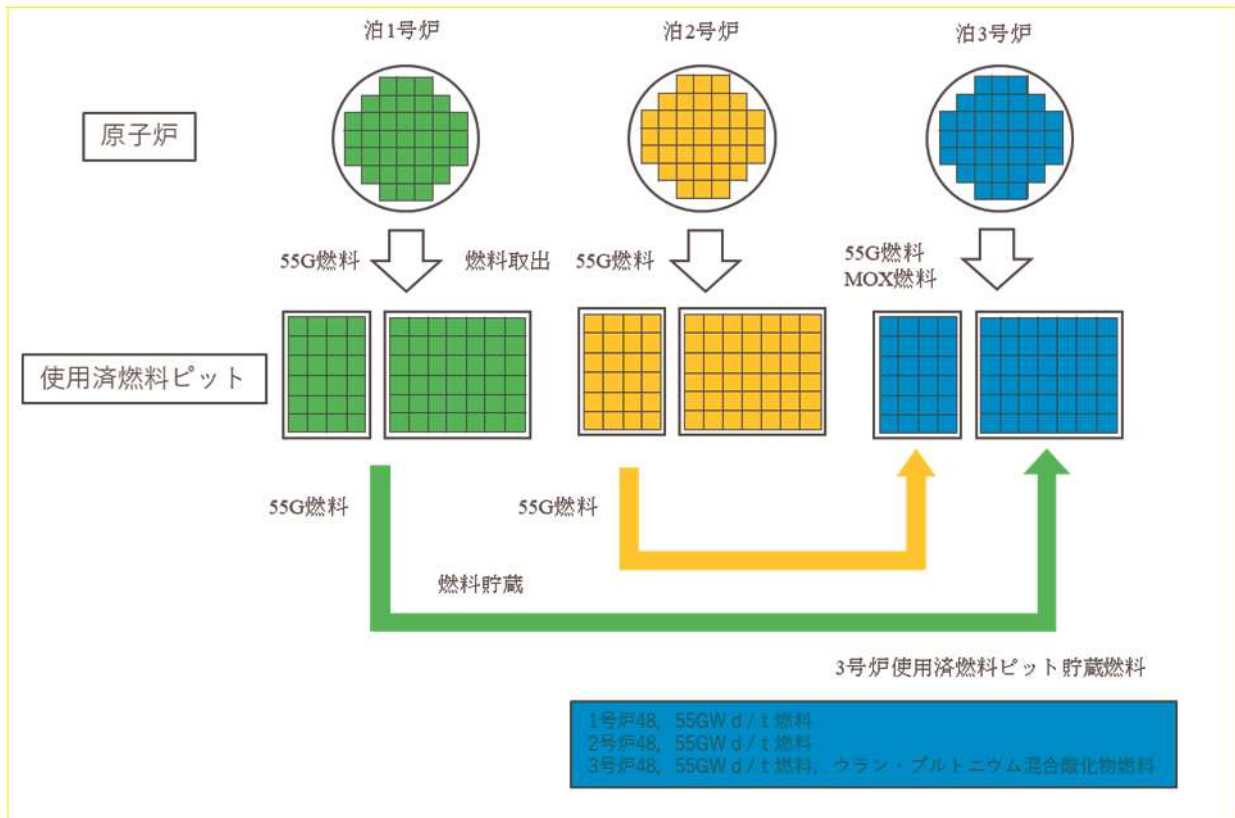 泊1号炉
泊2号炉
泊3号炉
原子炉
55G燃料
燃料取出
55G燃料
55G燃料
MOX燃料
使用済燃料ピット
55G燃料
55G燃料
燃料貯蔵
3号炉使用済燃料ピット貯蔵燃料
1号炉48, 55GWｄ/ｔ燃料
2号炉48, 55GWｄ/ｔ燃料
3号炉48, 55GWｄ/ｔ燃料, ウラン・プルトニウム混合酸化物燃料